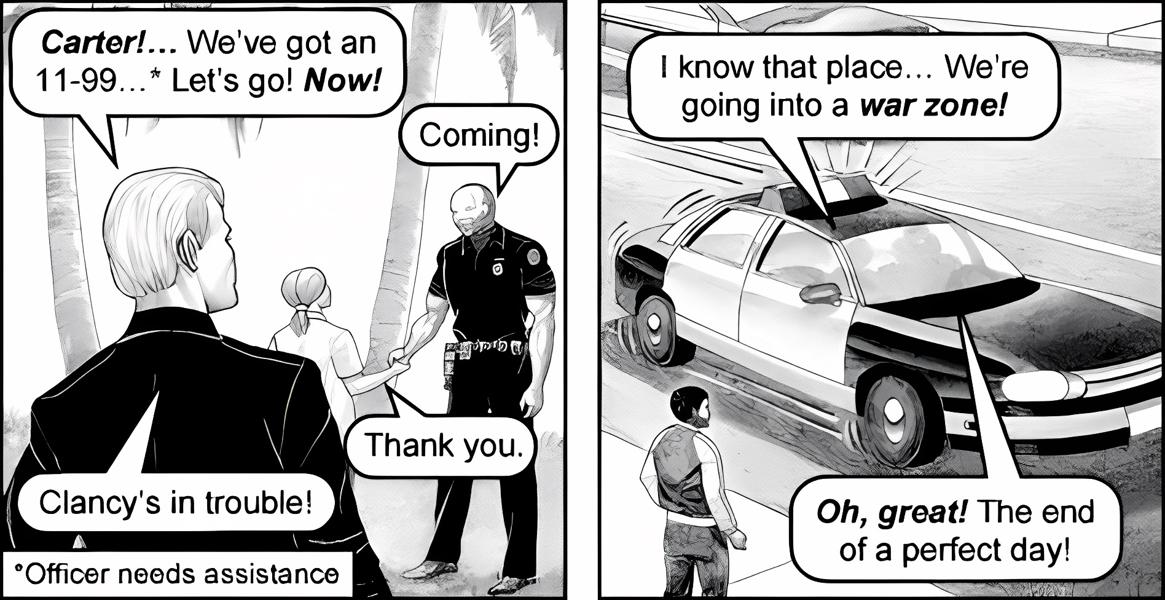 Carter!... We've got an
11-99...* Let's go! Now!
Coming!
Thank you.
Clancy's in trouble!
*Officer needs assistance
I know that place... We're
going into a war zone!
Oh, great! The end
of a perfect day!